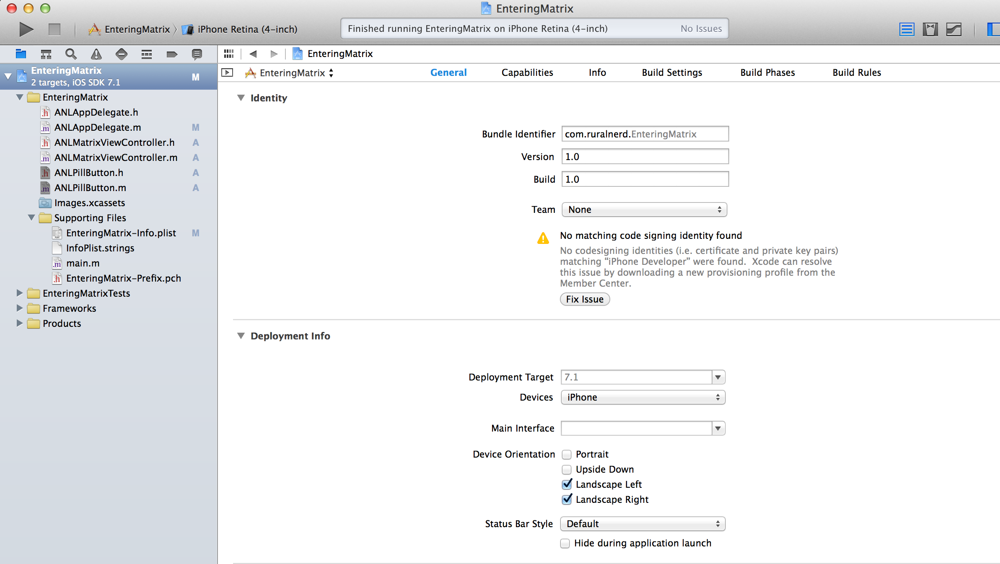 EnteringMatrix
EnteringMatrix
iPhone Retina (4-inch)
Finished running EnteringMatrix on iPhone Retina (4-inch)
No Issues
EnteringMatrix
2 targets, iOS SDK 7.1
M
EnteringMatrix
ANLAppDelegate.h
ANLAppDelegate.m
M
ANLMatrixViewController.h
A
ANLMatrixViewController.m
A
ANLPillButton.h
A
ANLPillButton.m
A
Images.xcassets
Supporting Files
EnteringMatrix-Info.plist
M
InfoPlist.strings
main.m
EnteringMatrix-Prefix.pch
EnteringMatrixTests
Frameworks
Products
EnteringMatrix
EnteringMatrix
General
Capabilities
Info
Build Settings
Build Phases
Build Rules
Identity
Bundle Identifier
com.ruralnerd.EnteringMatrix
Version
1.0
Build
1.0
Team
None
No matching code signing identity found
No codesigning identities (i.e. certificate and private key pairs)
matching “iPhone Developer” were found.  Xcode can resolve
this issue by downloading a new provisioning profile from the
Member Center.
Fix Issue
Deployment Info
Deployment Target
7.1
Devices
iPhone
Main Interface
Device Orientation
Portrait
Upside Down
Landscape Left
Landscape Right
Status Bar Style
Default
Hide during application launch